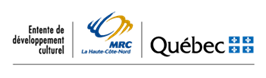 Entente de
développement
culturel
MRC
La Haute-Côte-Nord
Québec